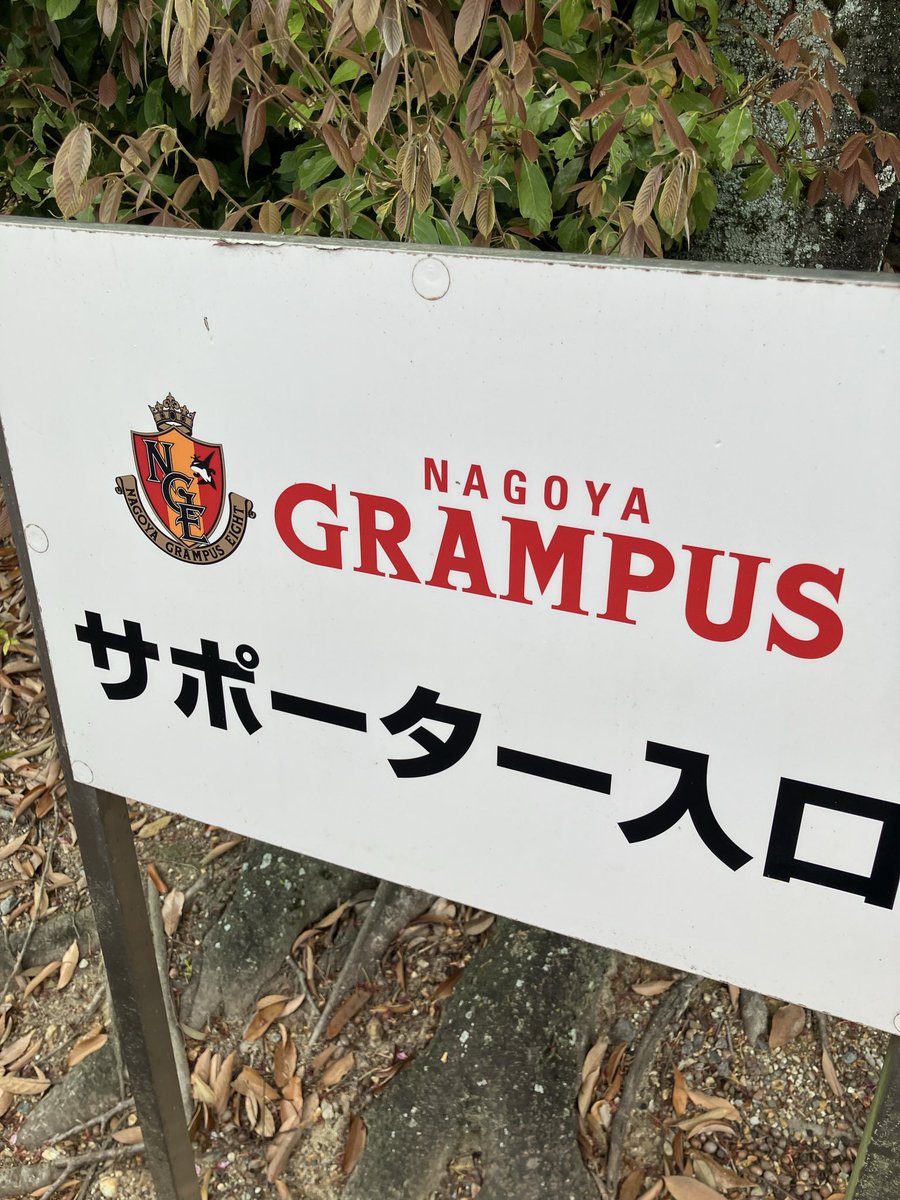 NGE
NAGOYA GRAMPUS EIGHT
NAGOYA
GRAMPUS
サポーター入口